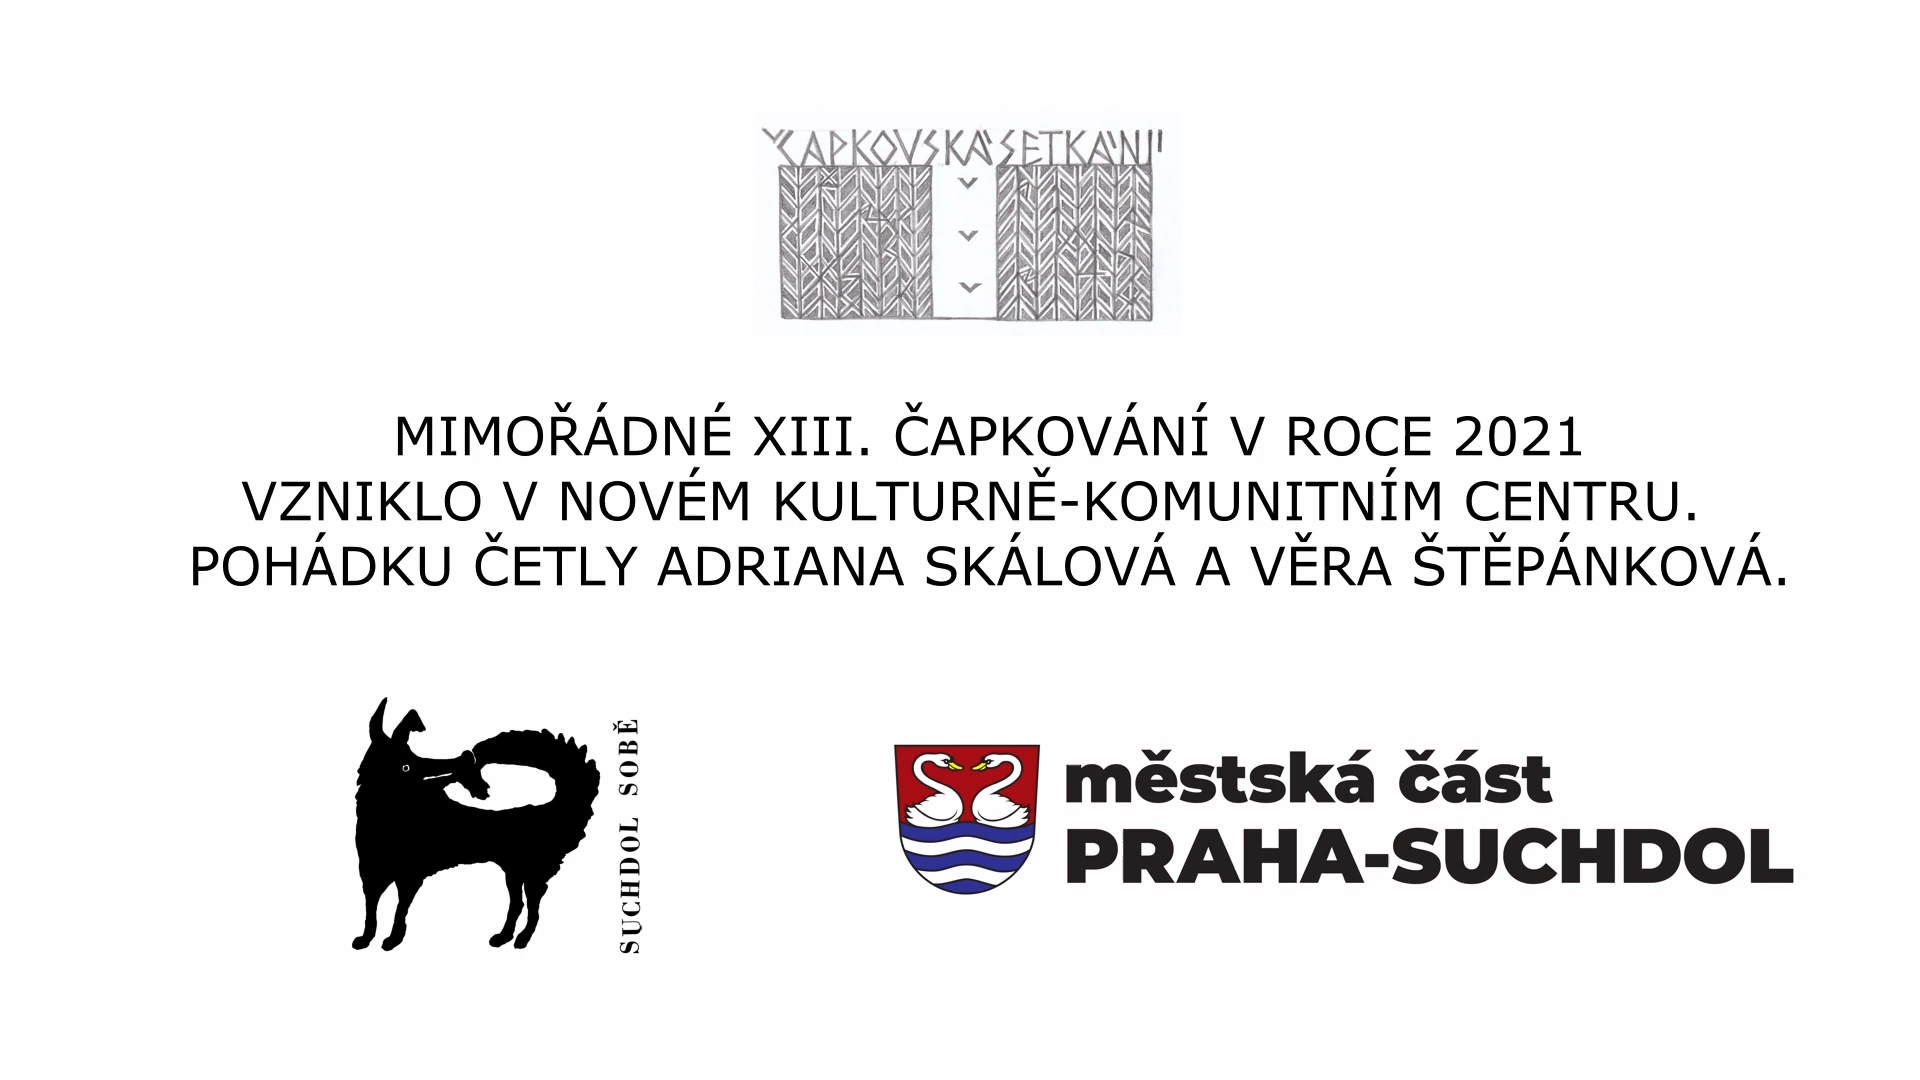 ČAPKOVSKÁ SETKÁNÍ
MIMOŘÁDNÉ XIII. ČAPKOVÁNÍ V ROCE 2021
VZNIKLO V NOVÉM KULTURNĚ-KOMUNITNÍM CENTRU.
POHÁDKU ČETLY ADRIANA SKÁLOVÁ A VĚRA ŠTĚPÁNKOVÁ.
SUCHDOL SOBĚ
městská část
PRAHA-SUCHDOL